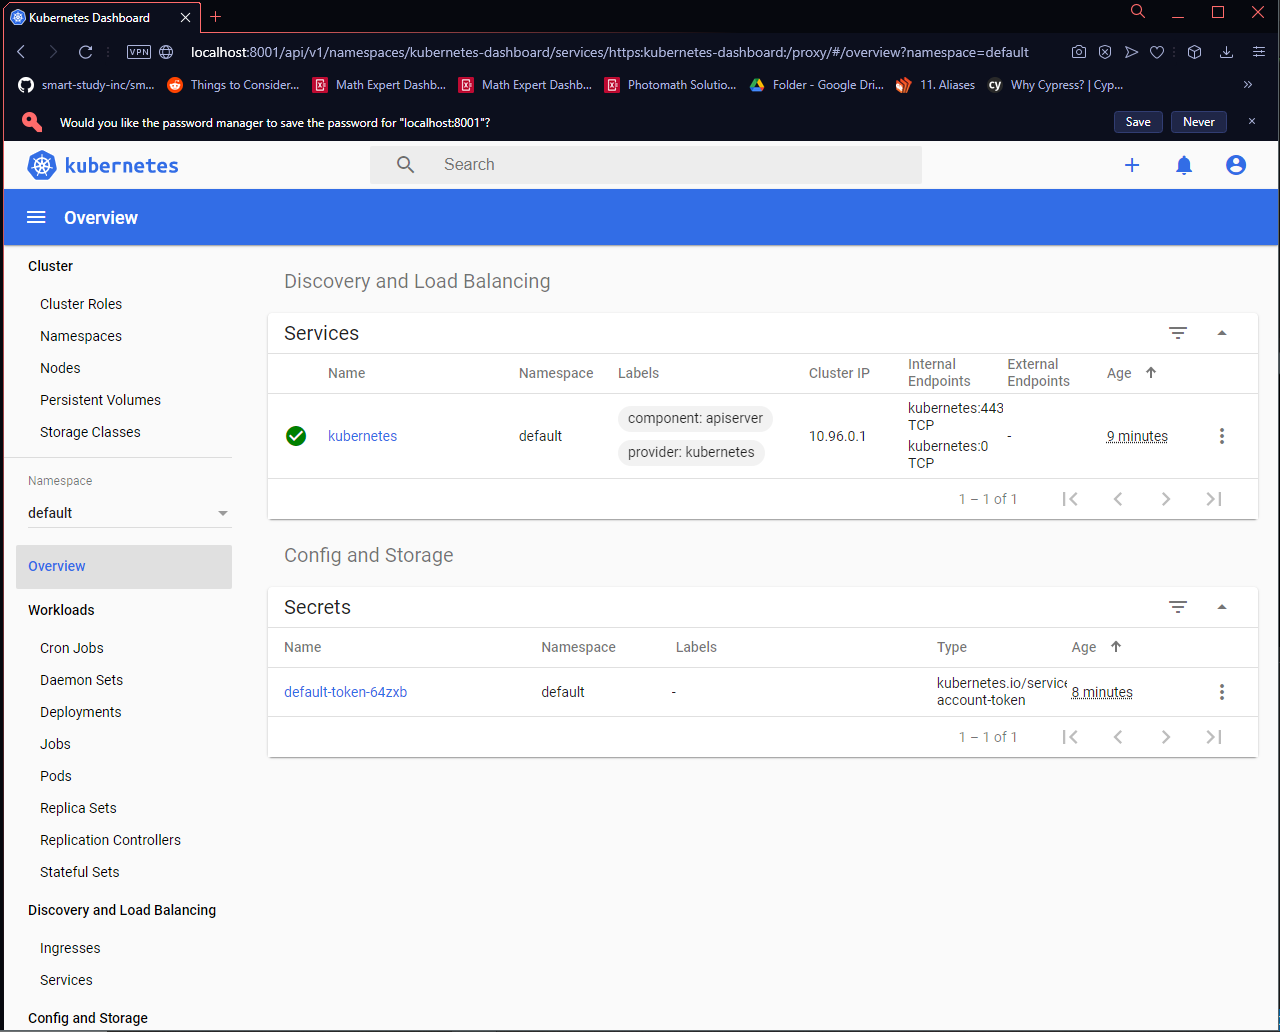 Kubernetes Dashboard
VPN
localhost:8001/api/v1/namespaces/kubernetes-dashboard/services/https:kubernetes-dashboard:/proxy/#/overview?namespace=default
smart-study-inc/sm...
Things to Consider...
Math Expert Dashb...
Math Expert Dashb...
Photomath Solutio...
Folder - Google Dri...
11. Aliases
cy
Why Cypress? | Cyp...
»
Would you like the password manager to save the password for "localhost:8001"?
Save
Never
kubernetes
Search
Overview
Cluster
Cluster Roles
Namespaces
Nodes
Persistent Volumes
Storage Classes
Namespace
default
Overview
Workloads
Cron Jobs
Daemon Sets
Deployments
Jobs
Pods
Replica Sets
Replication Controllers
Stateful Sets
Discovery and Load Balancing
Ingresses
Services
Config and Storage
Discovery and Load Balancing
Services
Name
Namespace
Labels
Cluster IP
Internal
Endpoints
External
Endpoints
Age
kubernetes
default
component: apiserver
provider: kubernetes
10.96.0.1
kubernetes:443
TCP
kubernetes:0
TCP
-
9 minutes
1 – 1 of 1
Config and Storage
Secrets
Name
Namespace
Labels
Type
Age
default-token-64zxb
default
-
kubernetes.io/service
account-token
8 minutes
1 – 1 of 1